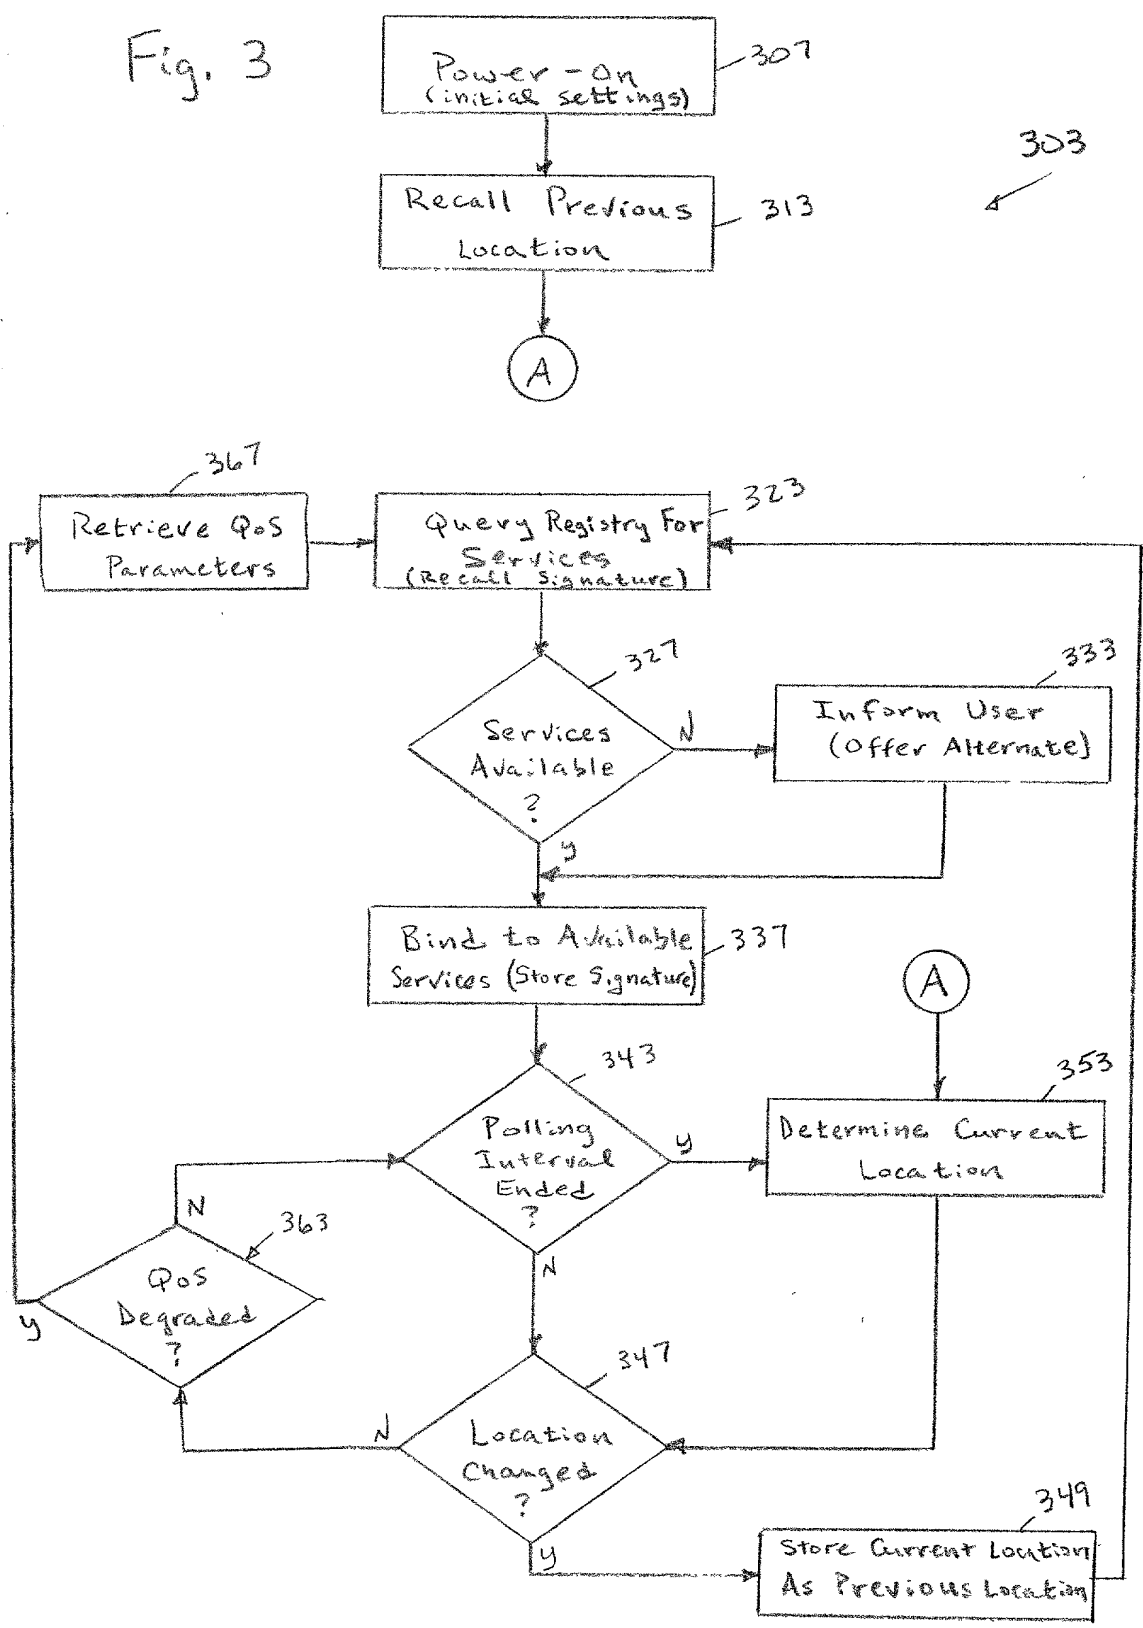 Fig. 3
Power-On
(initial settings)
307
303
Recall Previous
Location
313
A
367
Retrieve QoS
Parameters
323
Query Registry For
Services
(Recall Signature)
327
Services
Available
?
N
y
333
Inform User
(Offer Alternate)
Bind to Available
Services (Store Signature)
337
A
343
Polling
Interval
Ended
?
y
N
353
Determine Current
Location
N
363
QoS
Degraded
?
y
347
Location
Changed
?
N
y
349
Store Current Location
As Previous Location